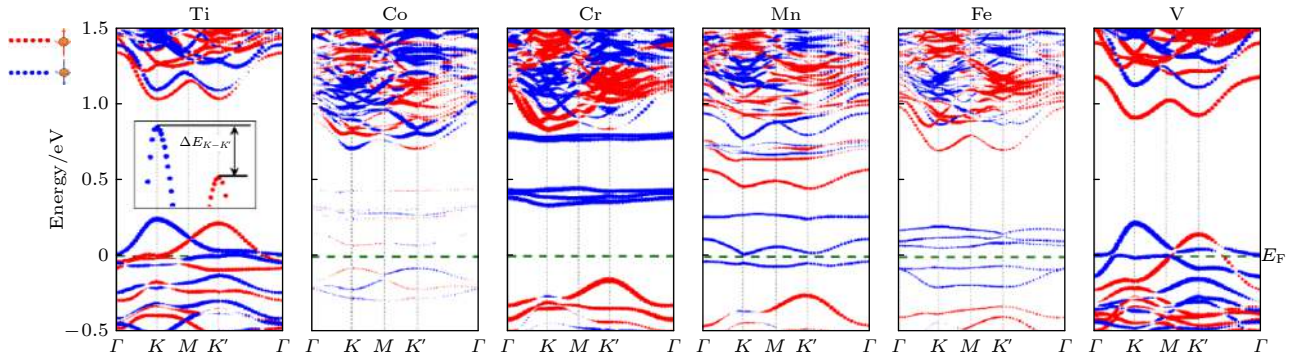 Ti Co Cr Mn Fe V
1.5
1.0
0.5
0
−0.5
Energy/eV
ΔE_{K−K′}
E_F
Γ K M K′ Γ Γ K M K′ Γ Γ K M K′ Γ Γ K M K′ Γ Γ K M K′ Γ Γ K M K′ Γ